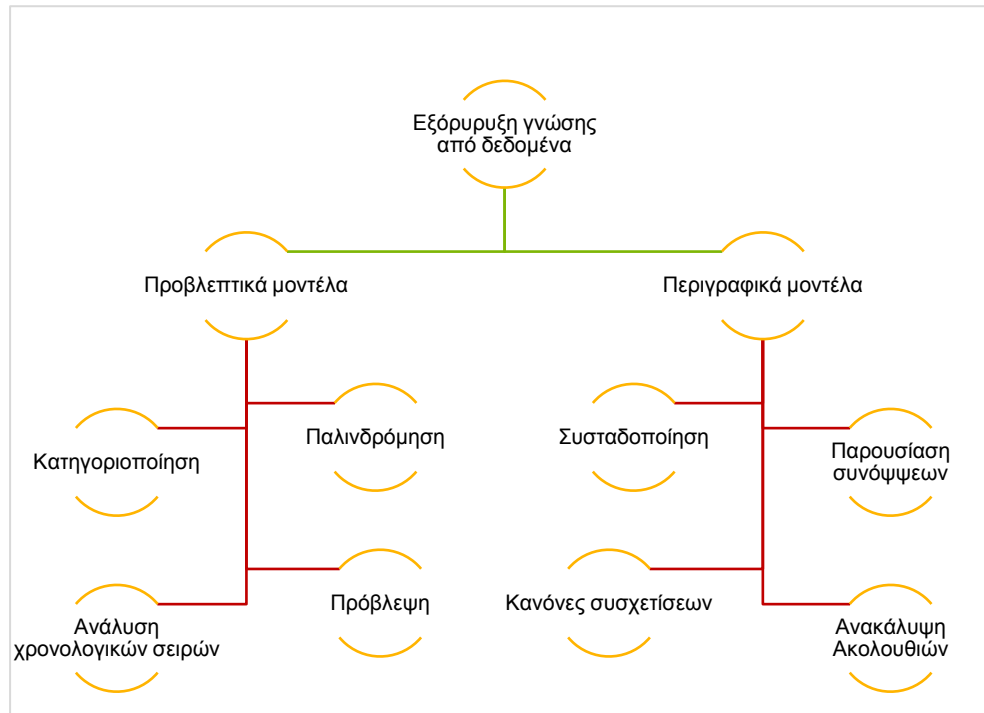 Εξόρυρυξη γνώσης
από δεδομένα
Προβλεπτικά μοντέλα
Περιγραφικά μοντέλα
Κατηγοριοποίηση
Παλινδρόμηση
Συσταδοποίηση
Παρουσίαση
συνόψψεων
Ανάλυση
χρονολογικών σειρών
Πρόβλεψη
Κανόνες συσχετίσεων
Ανακάλυψη
Ακολουθιών